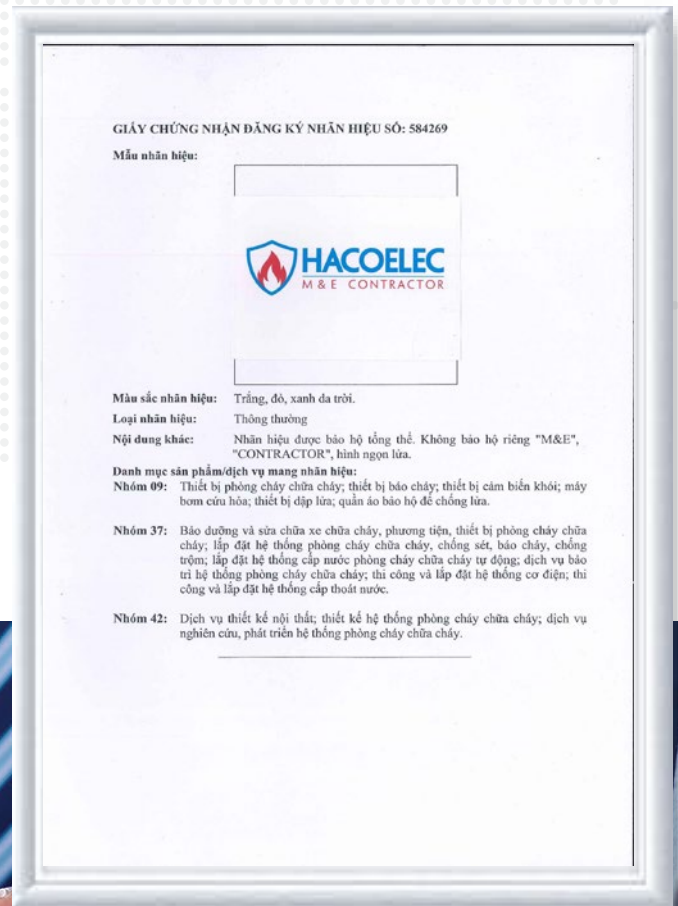 GIẤY CHỨNG NHẬN ĐĂNG KÝ NHÃN HIỆU SỐ: 584269
Mẫu nhãn hiệu:
HACOELEC
M & E CONTRACTOR
Màu sắc nhãn hiệu: Trắng, đỏ, xanh da trời.
Loại nhãn hiệu: Thông thường
Nội dung khác: Nhãn hiệu được bảo hộ tổng thể. Không bảo hộ riêng "M&E",
"CONTRACTOR", hình ngọn lửa.
Danh mục sản phẩm/dịch vụ mang nhãn hiệu:
Nhóm 09: Thiết bị phòng cháy chữa cháy; thiết bị báo cháy; thiết bị cảm biến khói; máy
bơm cứu hỏa; thiết bị dập lửa; quần áo bảo hộ để chống lửa.
Nhóm 37: Bảo dưỡng và sửa chữa xe chữa cháy, phương tiện, thiết bị phòng cháy chữa
cháy; lắp đặt hệ thống phòng cháy chữa cháy, chống sét, báo cháy, chống
trộm; lắp đặt hệ thống cấp nước phòng cháy chữa cháy tự động; dịch vụ bảo
trì hệ thống phòng cháy chữa cháy; thi công và lắp đặt hệ thống cơ điện; thi
công và lắp đặt hệ thống cấp thoát nước.
Nhóm 42: Dịch vụ thiết kế nội thất; thiết kế hệ thống phòng cháy chữa cháy; dịch vụ
nghiên cứu, phát triển hệ thống phòng cháy chữa cháy.